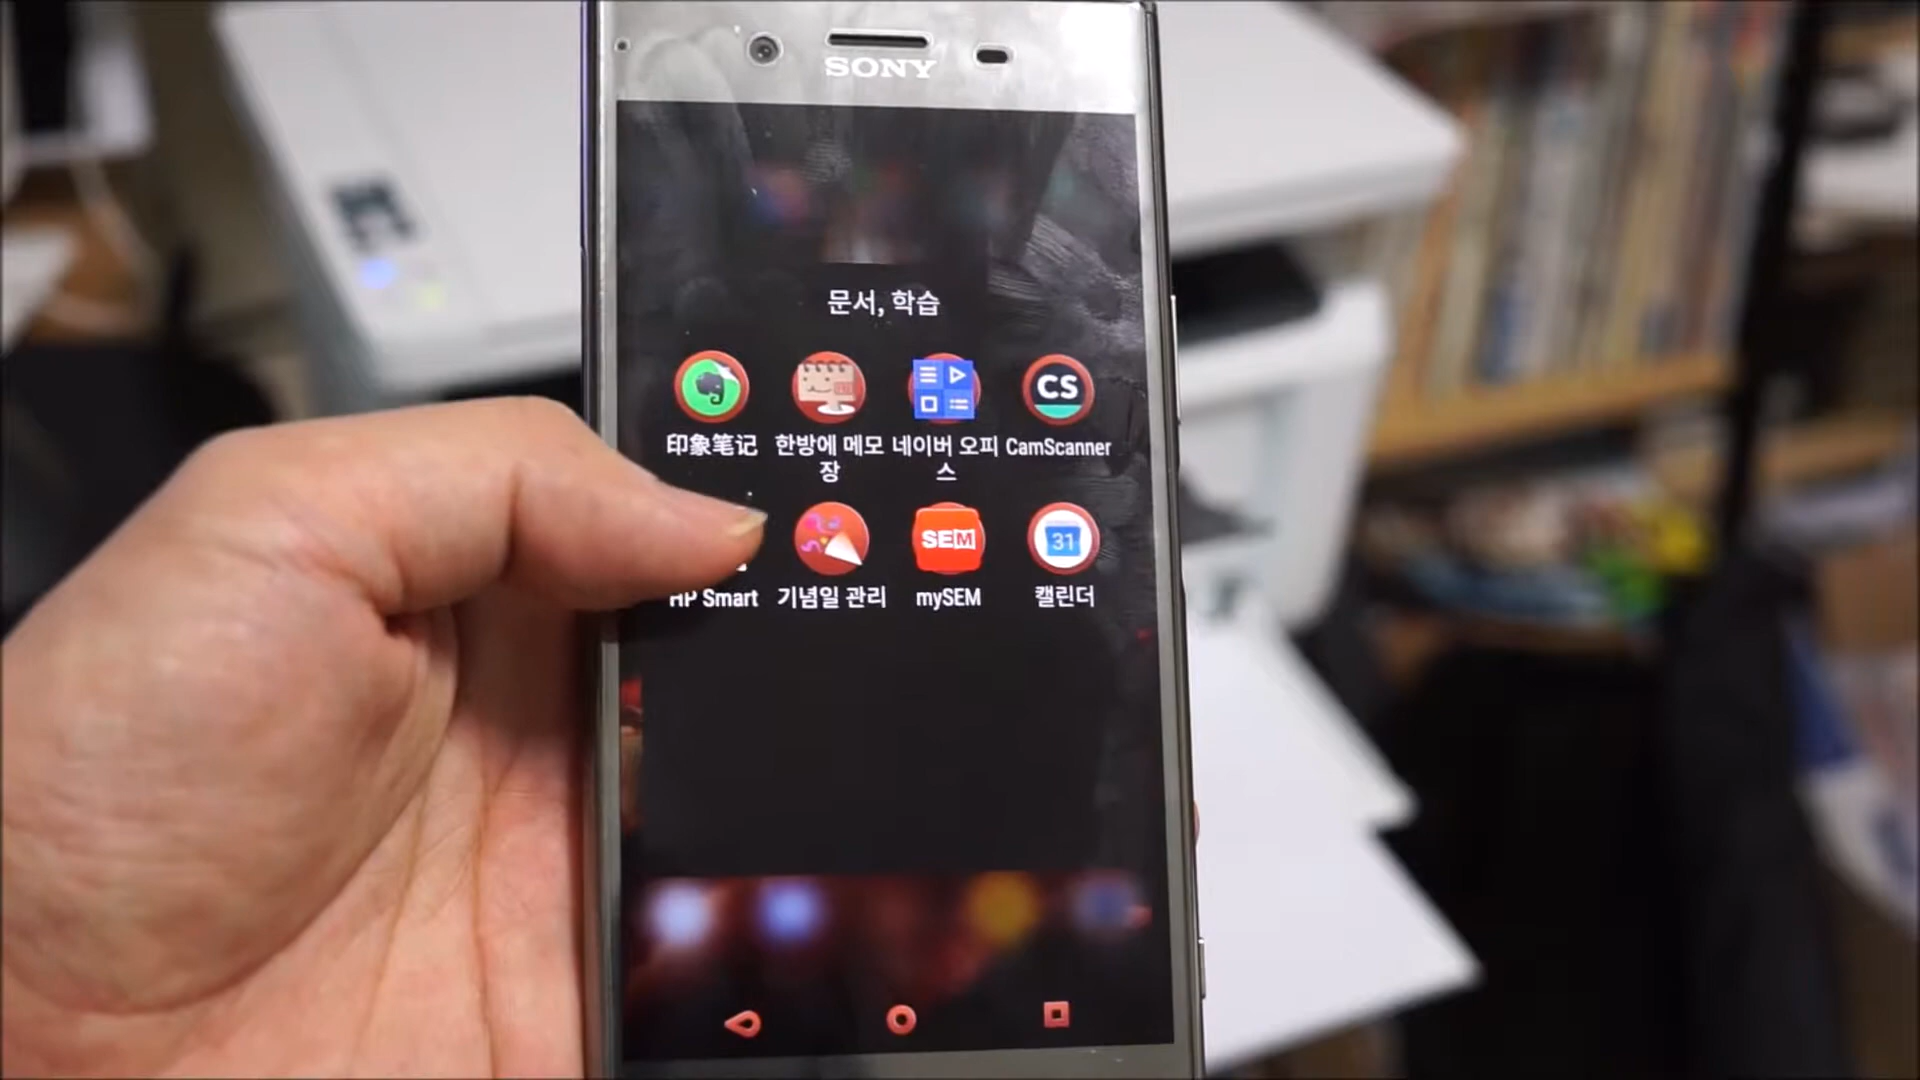 SONY
문서, 학습
CS
印象笔记
한방에 메모
장
네이버 오피
스
CamScanner
SEM
31
HP Smart
기념일 관리
mySEM
캘린더